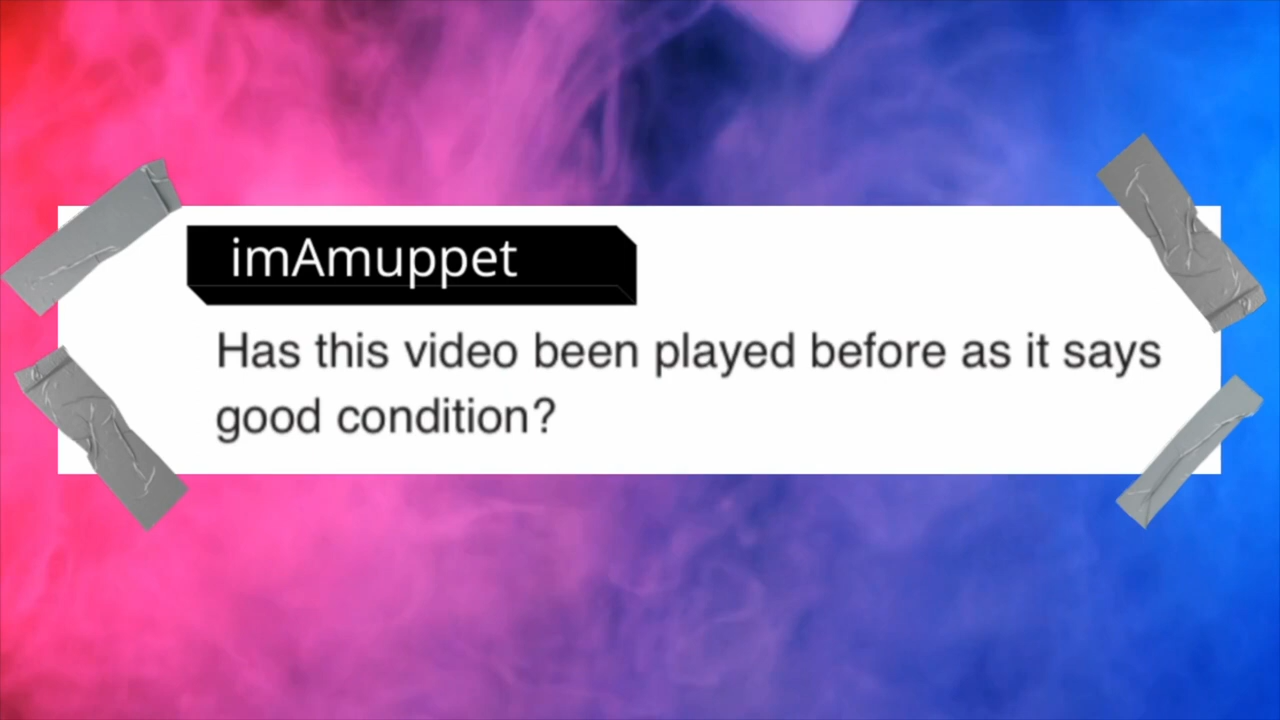 imAmuppet
Has this video been played before as it says
good condition?